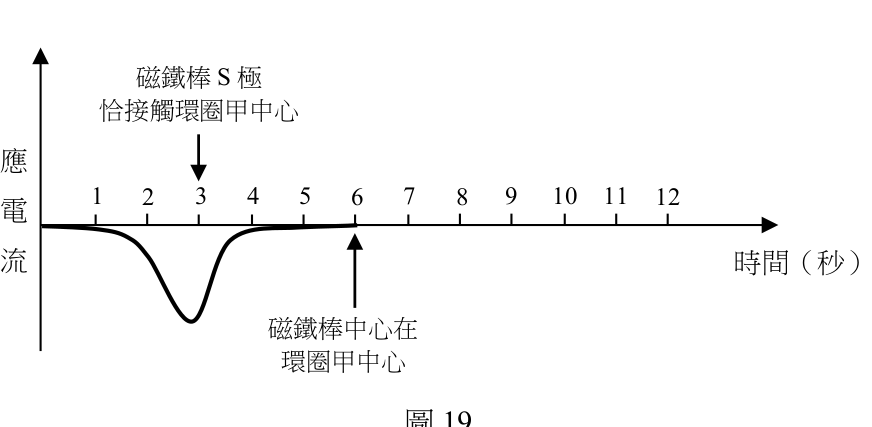 磁鐵棒 S 極
恰接觸環圈甲中心
應電流
1 2 3 4 5 6 7 8 9 10 11 12
時間（秒）
磁鐵棒中心在
環圈甲中心
圖 19